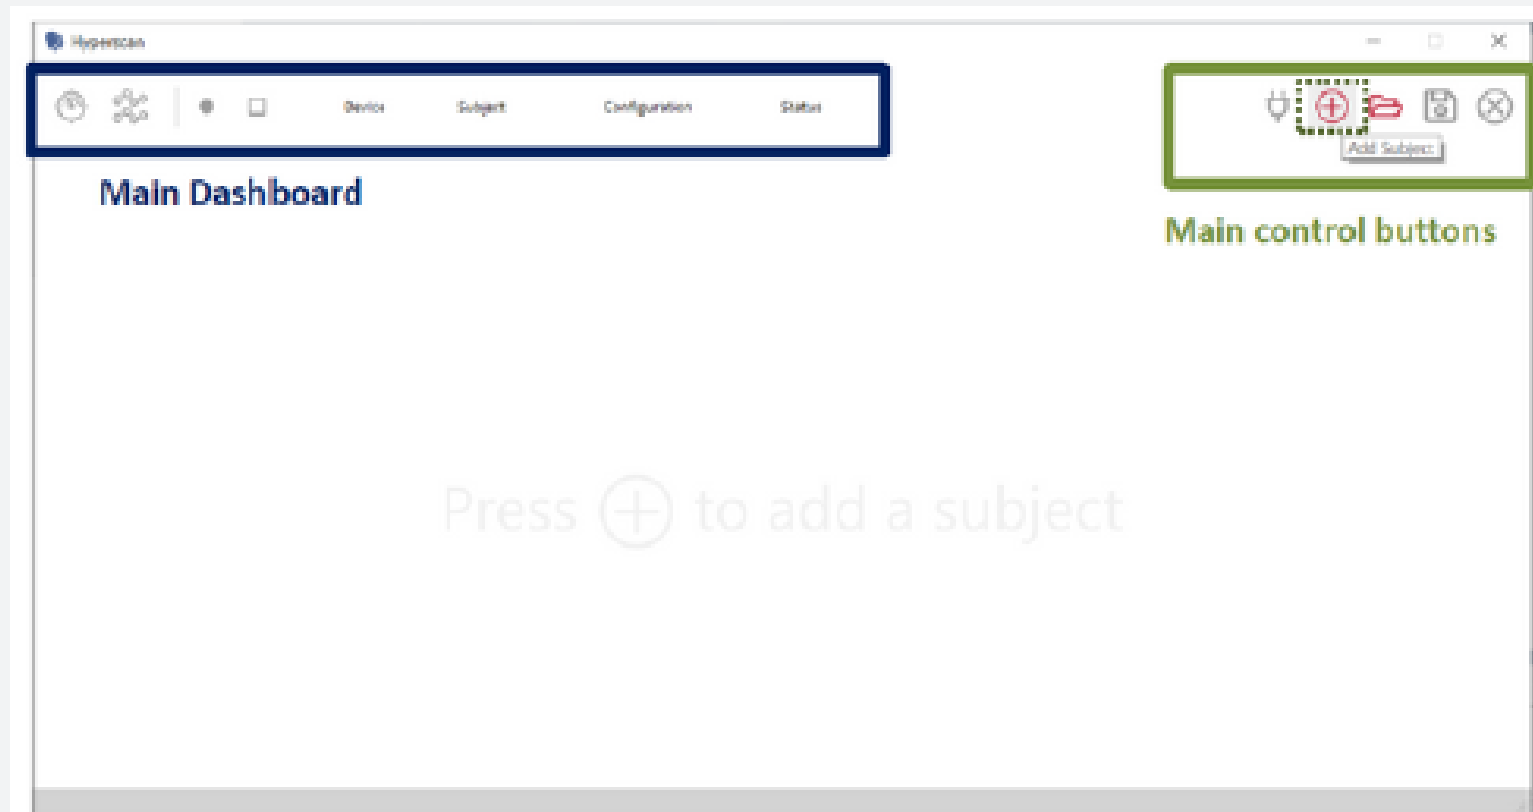 Hyperscan
Device Subject Configuration Status
Add Subject
Main Dashboard
Main control buttons
Press + to add a subject